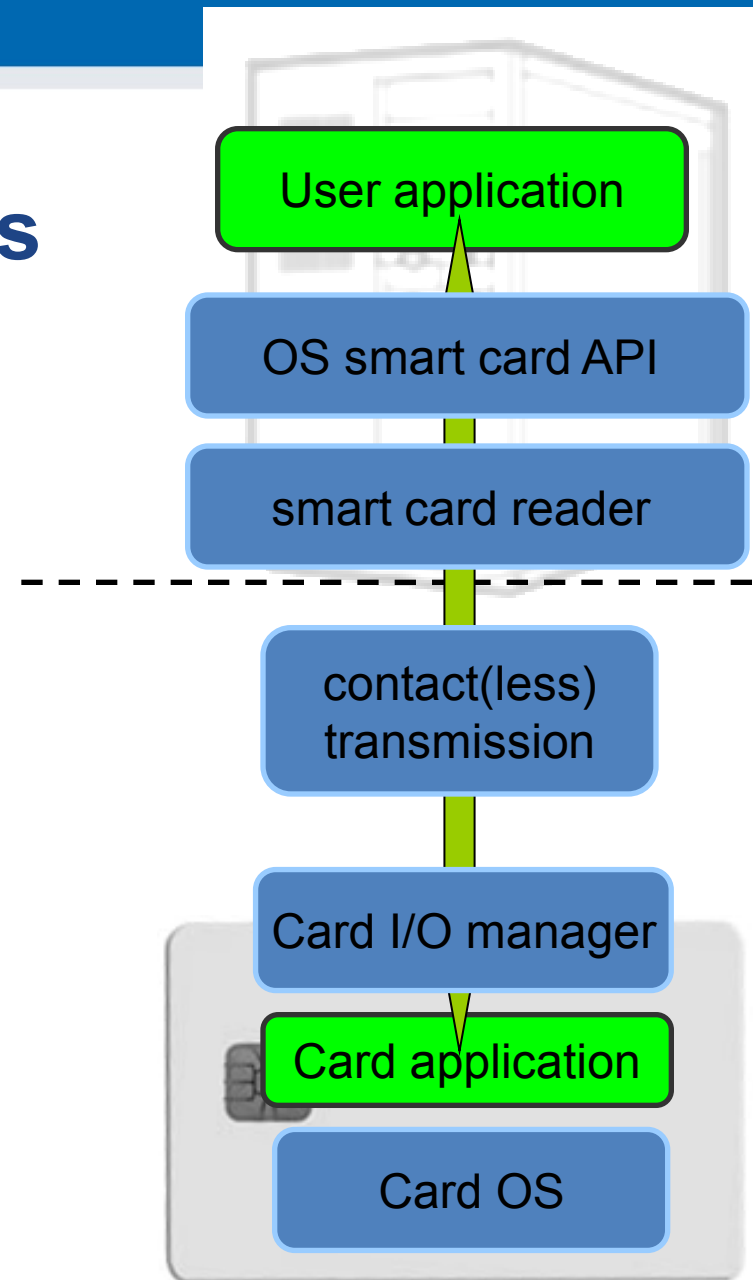 s
User application
OS smart card API
smart card reader
contact(less)
transmission
Card I/O manager
Card application
Card OS